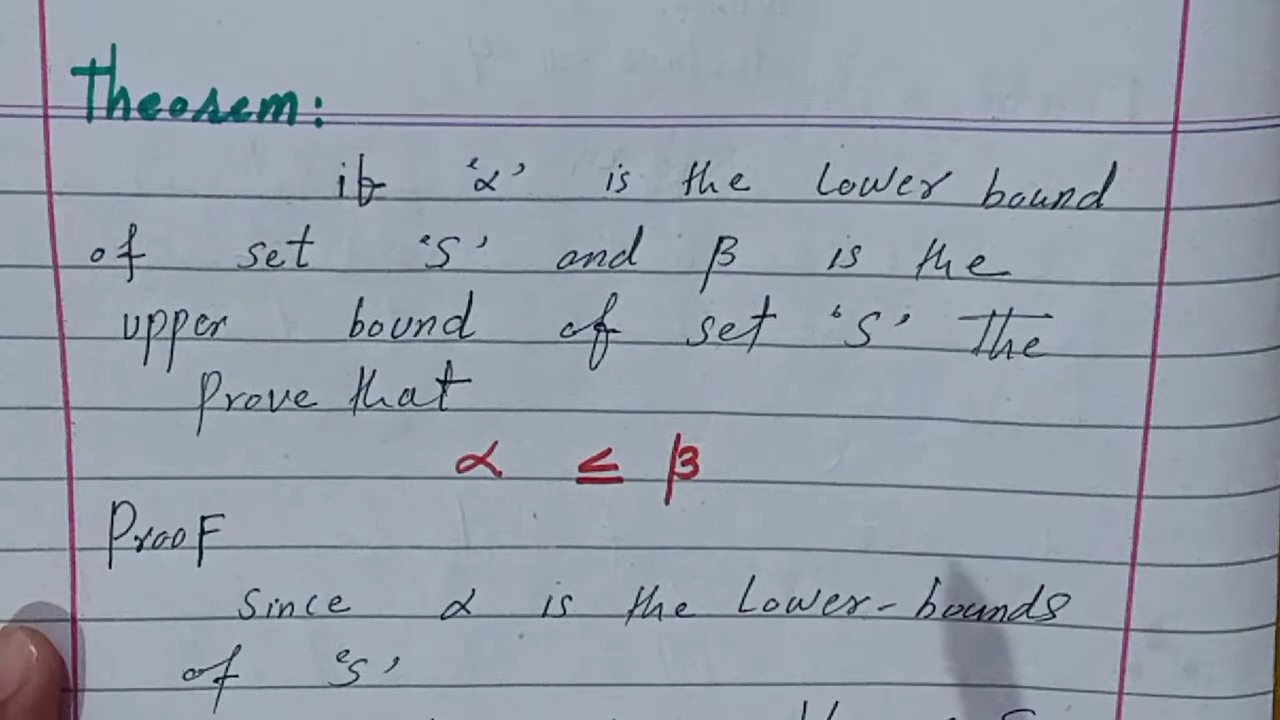 Theorem:
if 'α' is the Lower bound
of set 'S' and β is the
upper bound of set 'S' The
Prove that
α ≤ β
Proof
Since α is the Lower-bounds
of 'S'